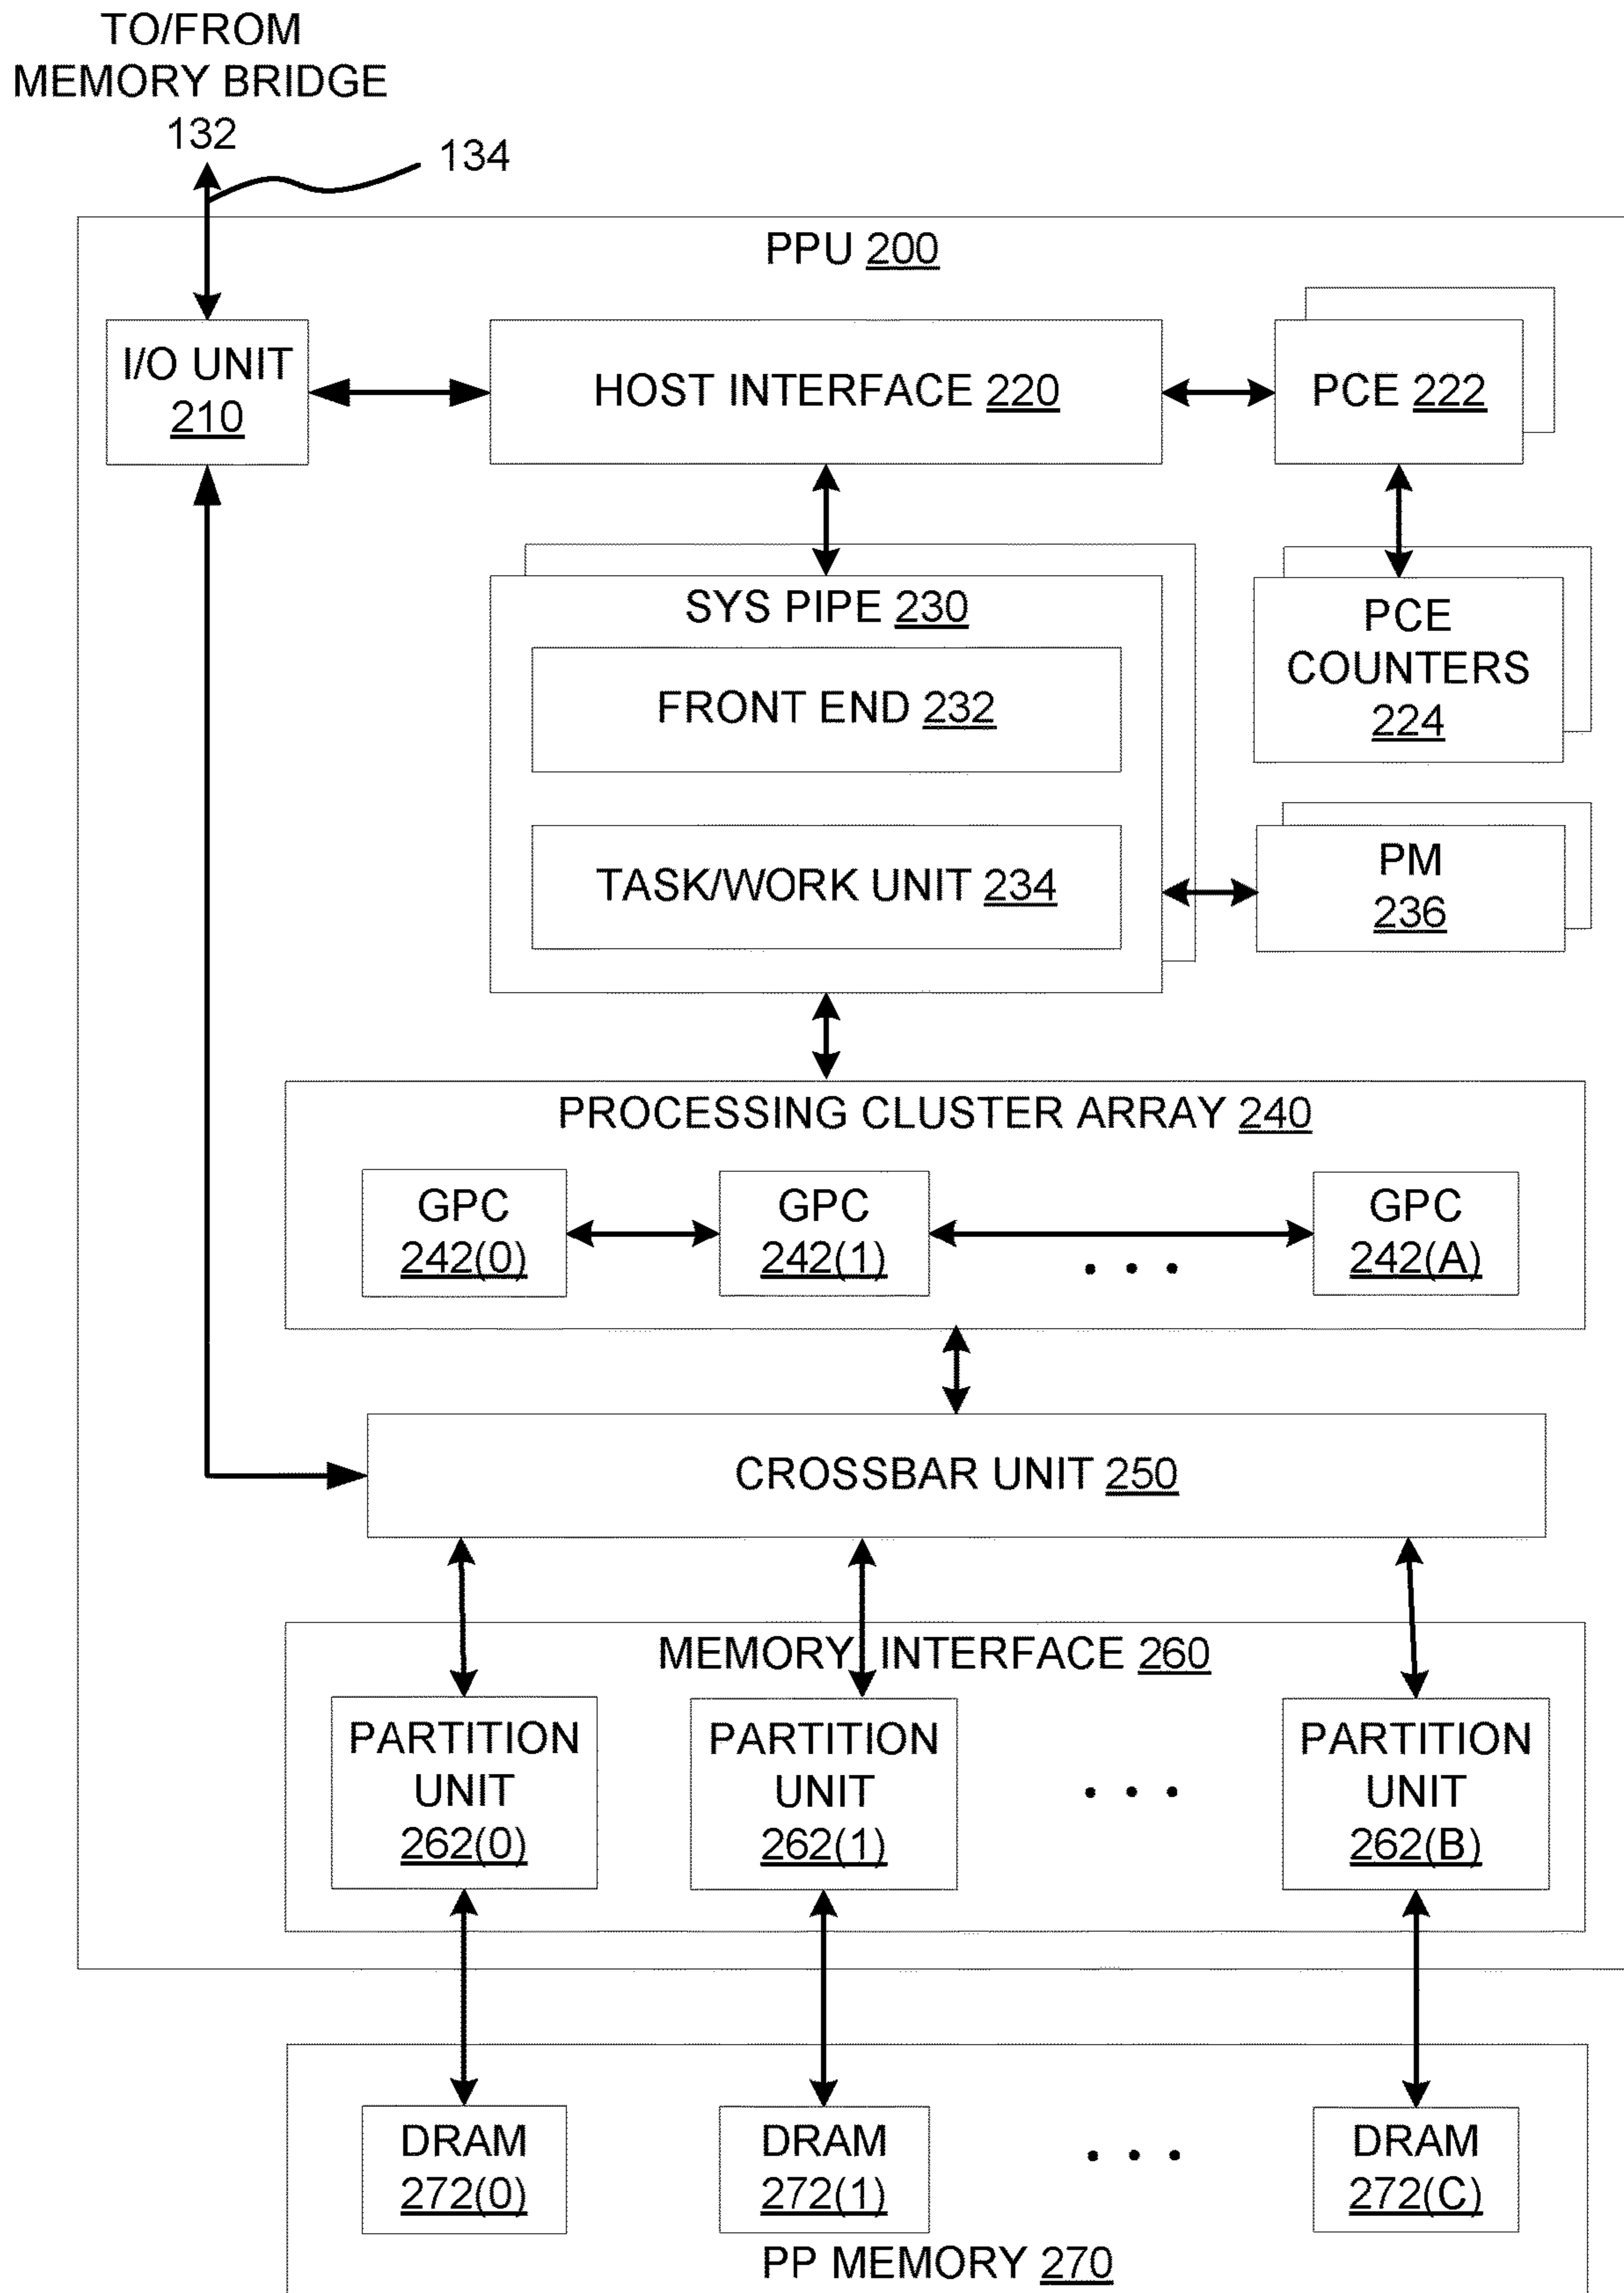 TO/FROM
MEMORY BRIDGE
132
134
PPU 200
I/O UNIT
210
HOST INTERFACE 220
PCE 222
SYS PIPE 230
FRONT END 232
TASK/WORK UNIT 234
PCE
COUNTERS
224
PM
236
PROCESSING CLUSTER ARRAY 240
GPC
242(0)
GPC
242(1)
. . .
GPC
242(A)
CROSSBAR UNIT 250
MEMORY INTERFACE 260
PARTITION
UNIT
262(0)
PARTITION
UNIT
262(1)
. . .
PARTITION
UNIT
262(B)
DRAM
272(0)
DRAM
272(1)
. . .
DRAM
272(C)
PP MEMORY 270